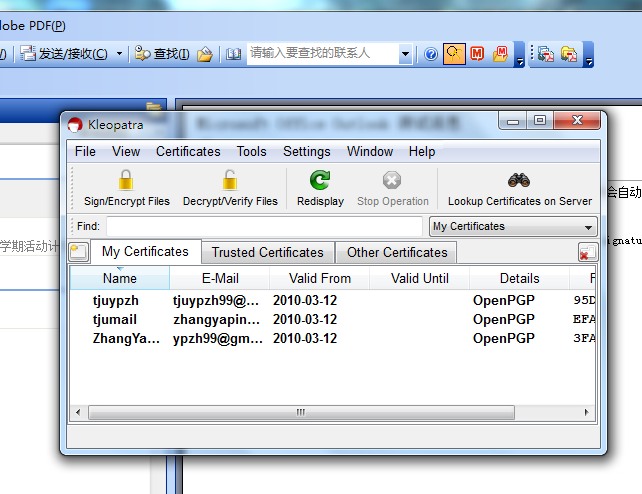 dobe PDF(P)
发送/接收(C) 查找(I) 请输入要查找的联系人
Kleopatra
File View Certificates Tools Settings Window Help
Sign/Encrypt Files Decrypt/Verify Files Redisplay Stop Operation Lookup Certificates on Server
Find: My Certificates
My Certificates Trusted Certificates Other Certificates
Name E-Mail Valid From Valid Until Details F
tjuypzh tjuypzh99@... 2010-03-12 OpenPGP 95D
tjumail zhangyapin... 2010-03-12 OpenPGP EFA
ZhangYa... ypzh99@gm... 2010-03-12 OpenPGP 3FA
会自动
ignatu
学期活动计